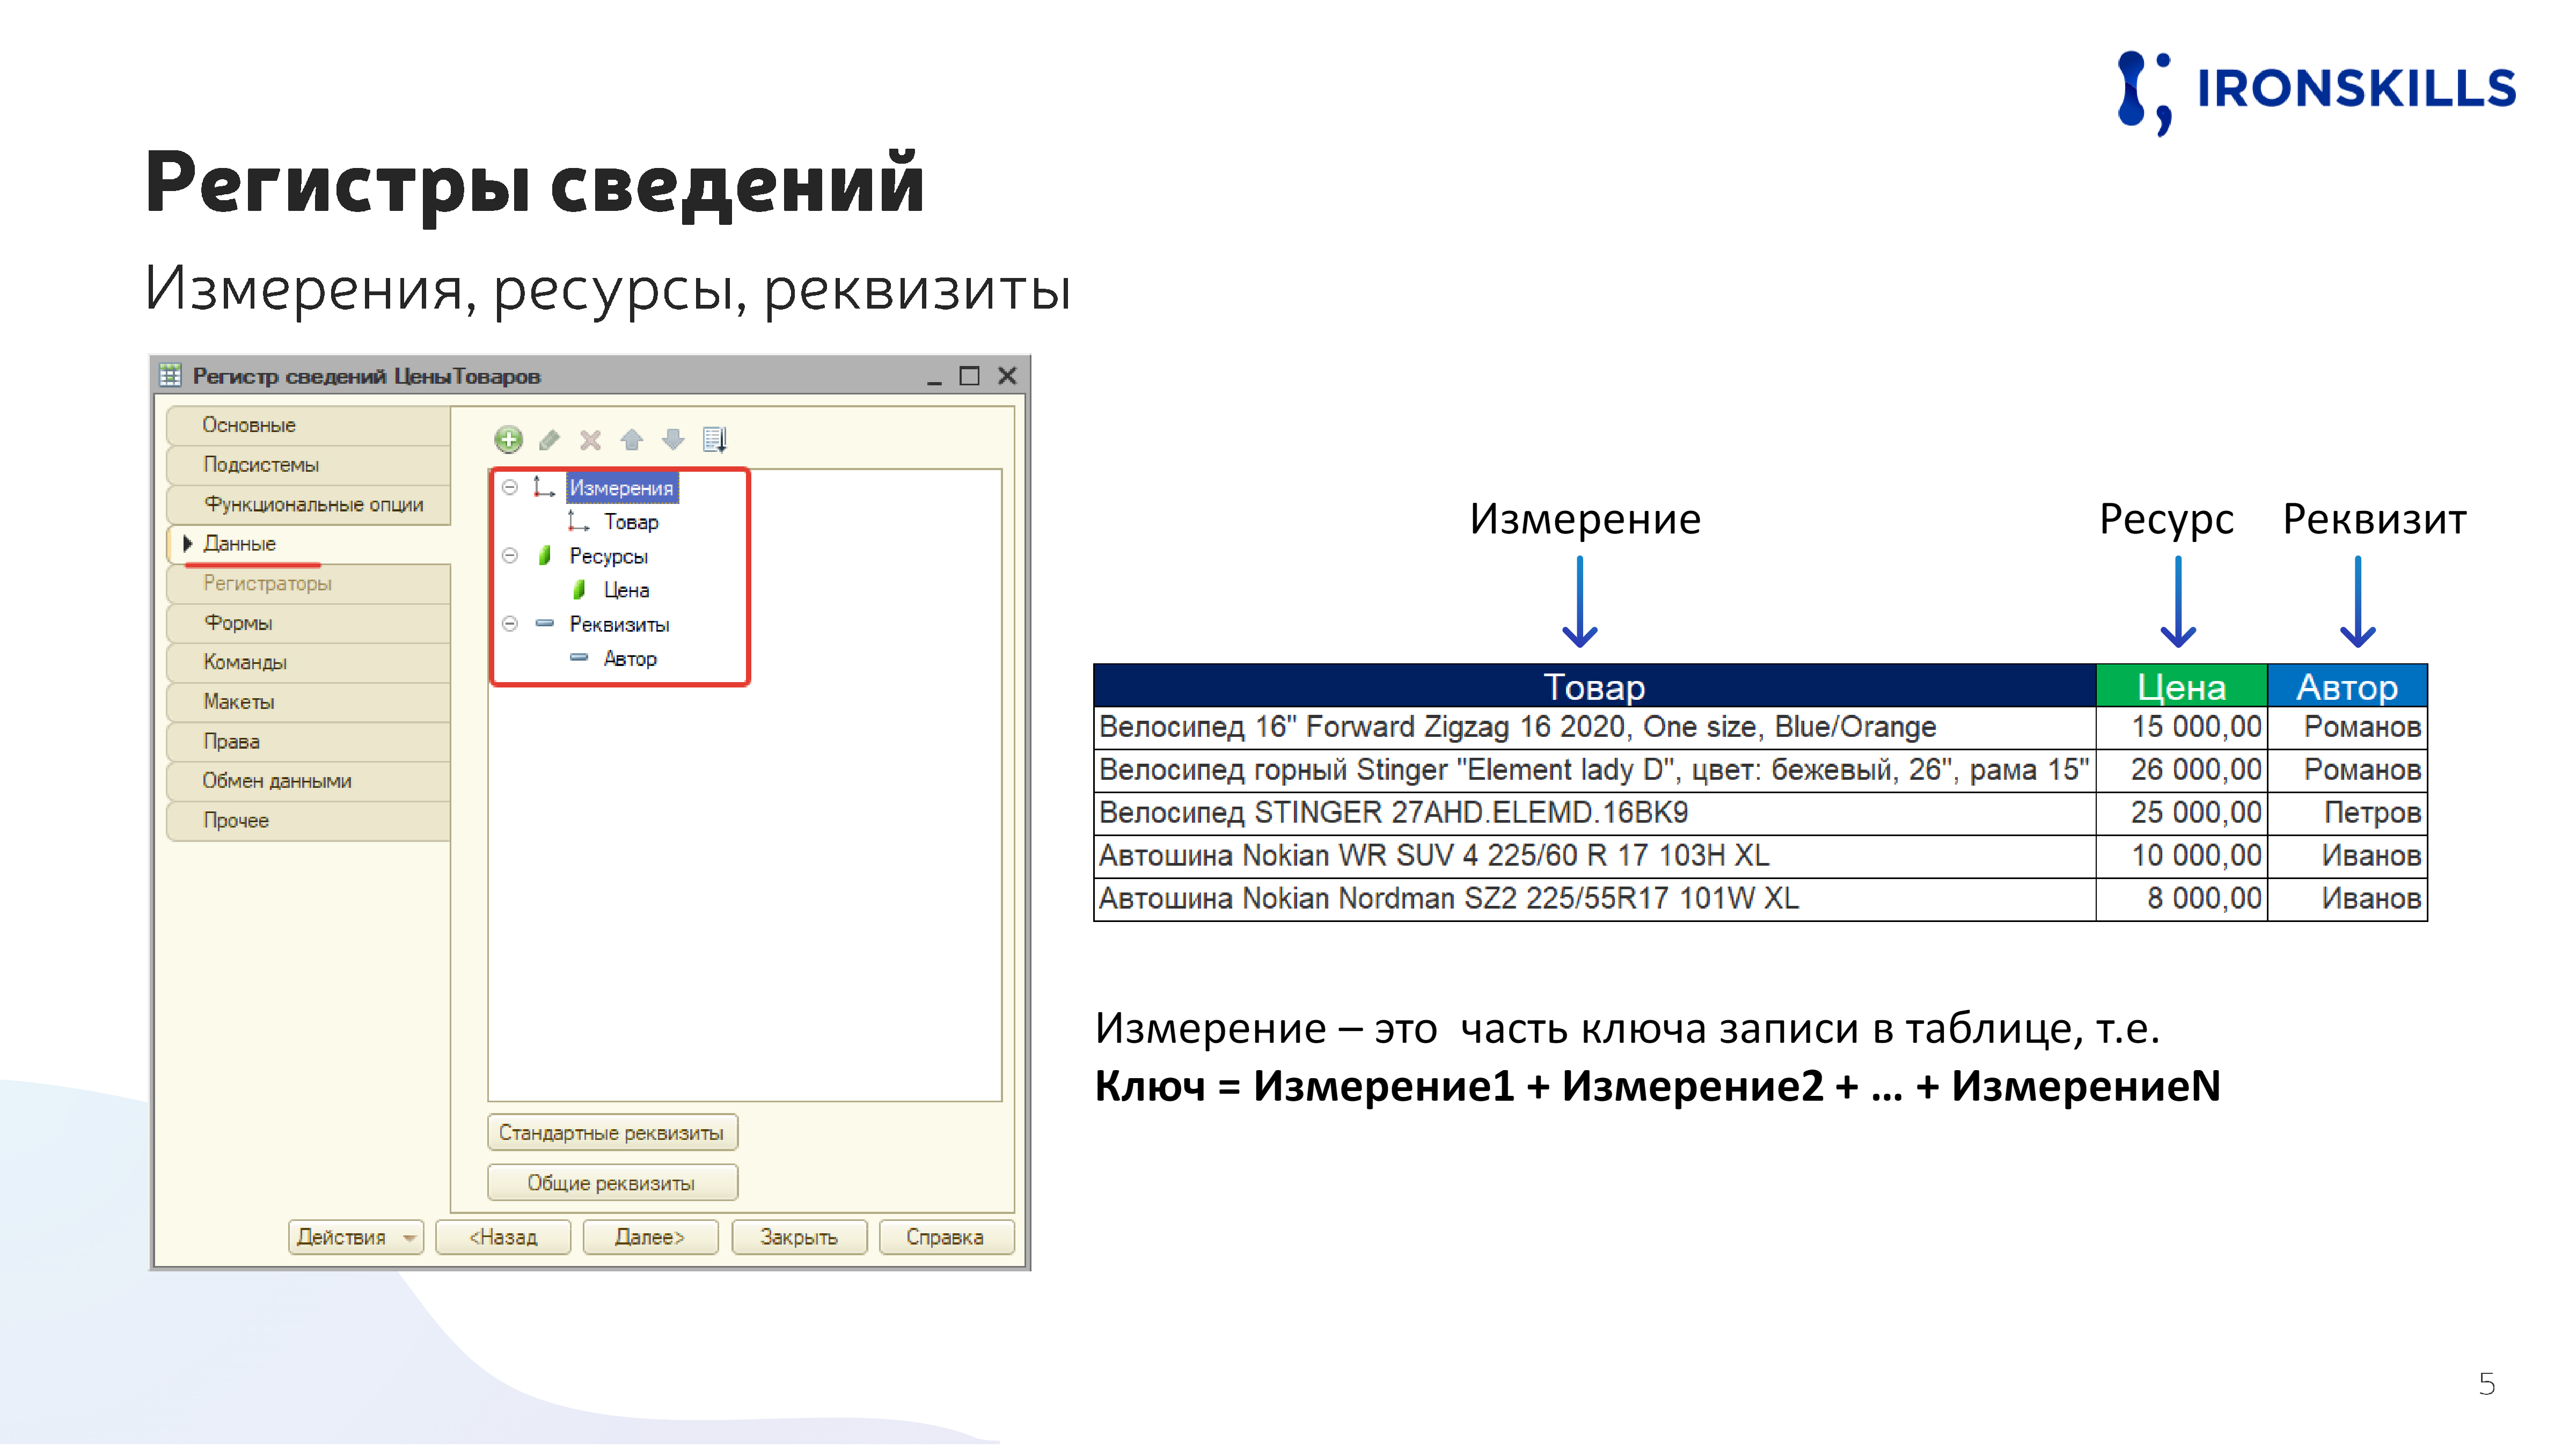 IRONSKILLS
Регистры сведений
Измерения, ресурсы, реквизиты
Регистр сведений ЦеныТоваров
Основные
Подсистемы
Функциональные опции
Данные
Регистраторы
Формы
Команды
Макеты
Права
Обмен данными
Прочее
Измерения
Товар
Ресурсы
Цена
Реквизиты
Автор
Стандартные реквизиты
Общие реквизиты
Действия <Назад Далее> Закрыть Справка
Измерение Ресурс Реквизит
Товар Цена Автор
Велосипед 16" Forward Zigzag 16 2020, One size, Blue/Orange 15 000,00 Романов
Велосипед горный Stinger "Element lady D", цвет: бежевый, 26", рама 15" 26 000,00 Романов
Велосипед STINGER 27AHD.ELEMD.16BK9 25 000,00 Петров
Автошина Nokian WR SUV 4 225/60 R 17 103H XL 10 000,00 Иванов
Автошина Nokian Nordman SZ2 225/55R17 101W XL 8 000,00 Иванов
Измерение – это часть ключа записи в таблице, т.е.
Ключ = Измерение1 + Измерение2 + ... + ИзмерениеN
5